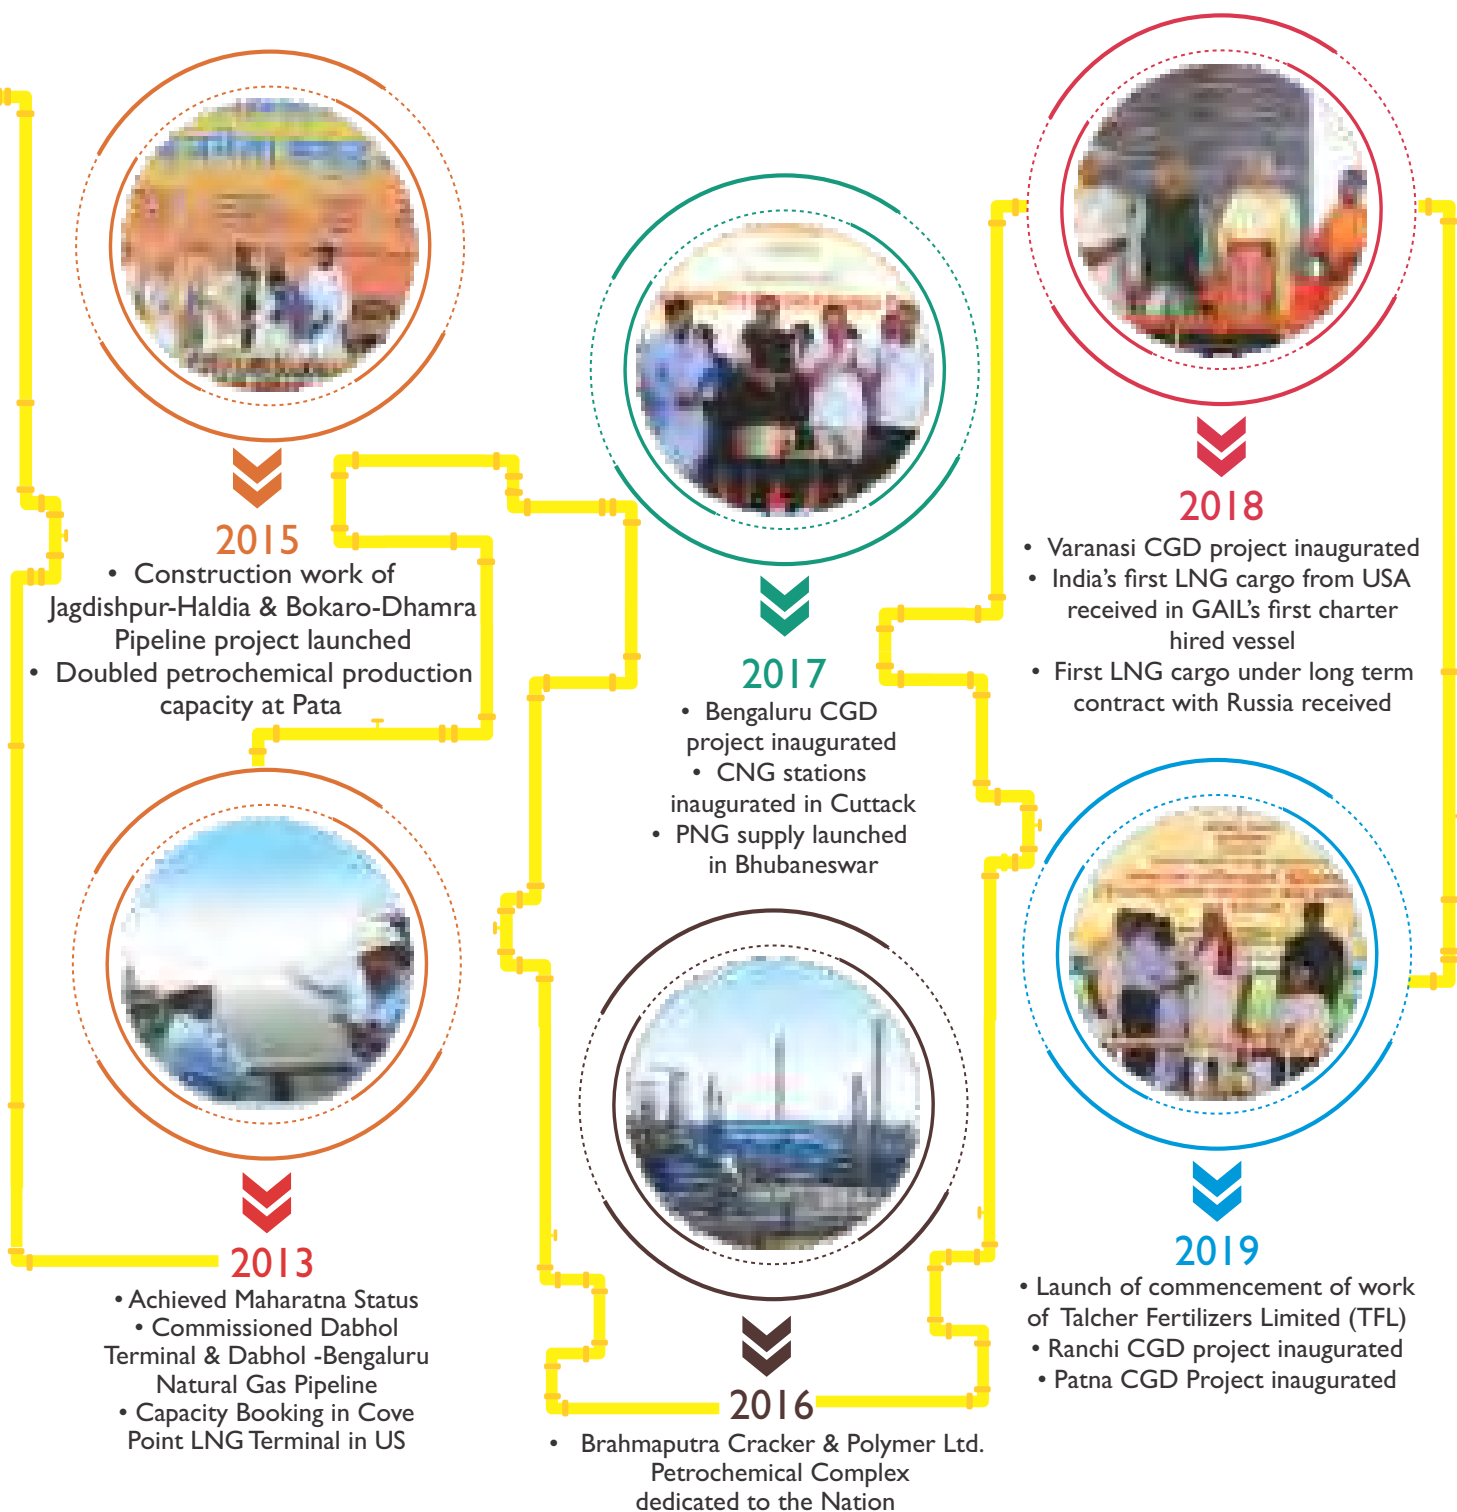 2015
• Construction work of
Jagdishpur-Haldia & Bokaro-Dhamra
Pipeline project launched
• Doubled petrochemical production
capacity at Pata
2013
• Achieved Maharatna Status
• Commissioned Dabhol
Terminal & Dabhol -Bengaluru
Natural Gas Pipeline
• Capacity Booking in Cove
Point LNG Terminal in US
2017
• Bengaluru CGD
project inaugurated
• CNG stations
inaugurated in Cuttack
• PNG supply launched
in Bhubaneswar
2016
• Brahmaputra Cracker & Polymer Ltd.
Petrochemical Complex
dedicated to the Nation
2018
• Varanasi CGD project inaugurated
• India’s first LNG cargo from USA
received in GAIL’s first charter
hired vessel
• First LNG cargo under long term
contract with Russia received
2019
• Launch of commencement of work
of Talcher Fertilizers Limited (TFL)
• Ranchi CGD project inaugurated
• Patna CGD Project inaugurated